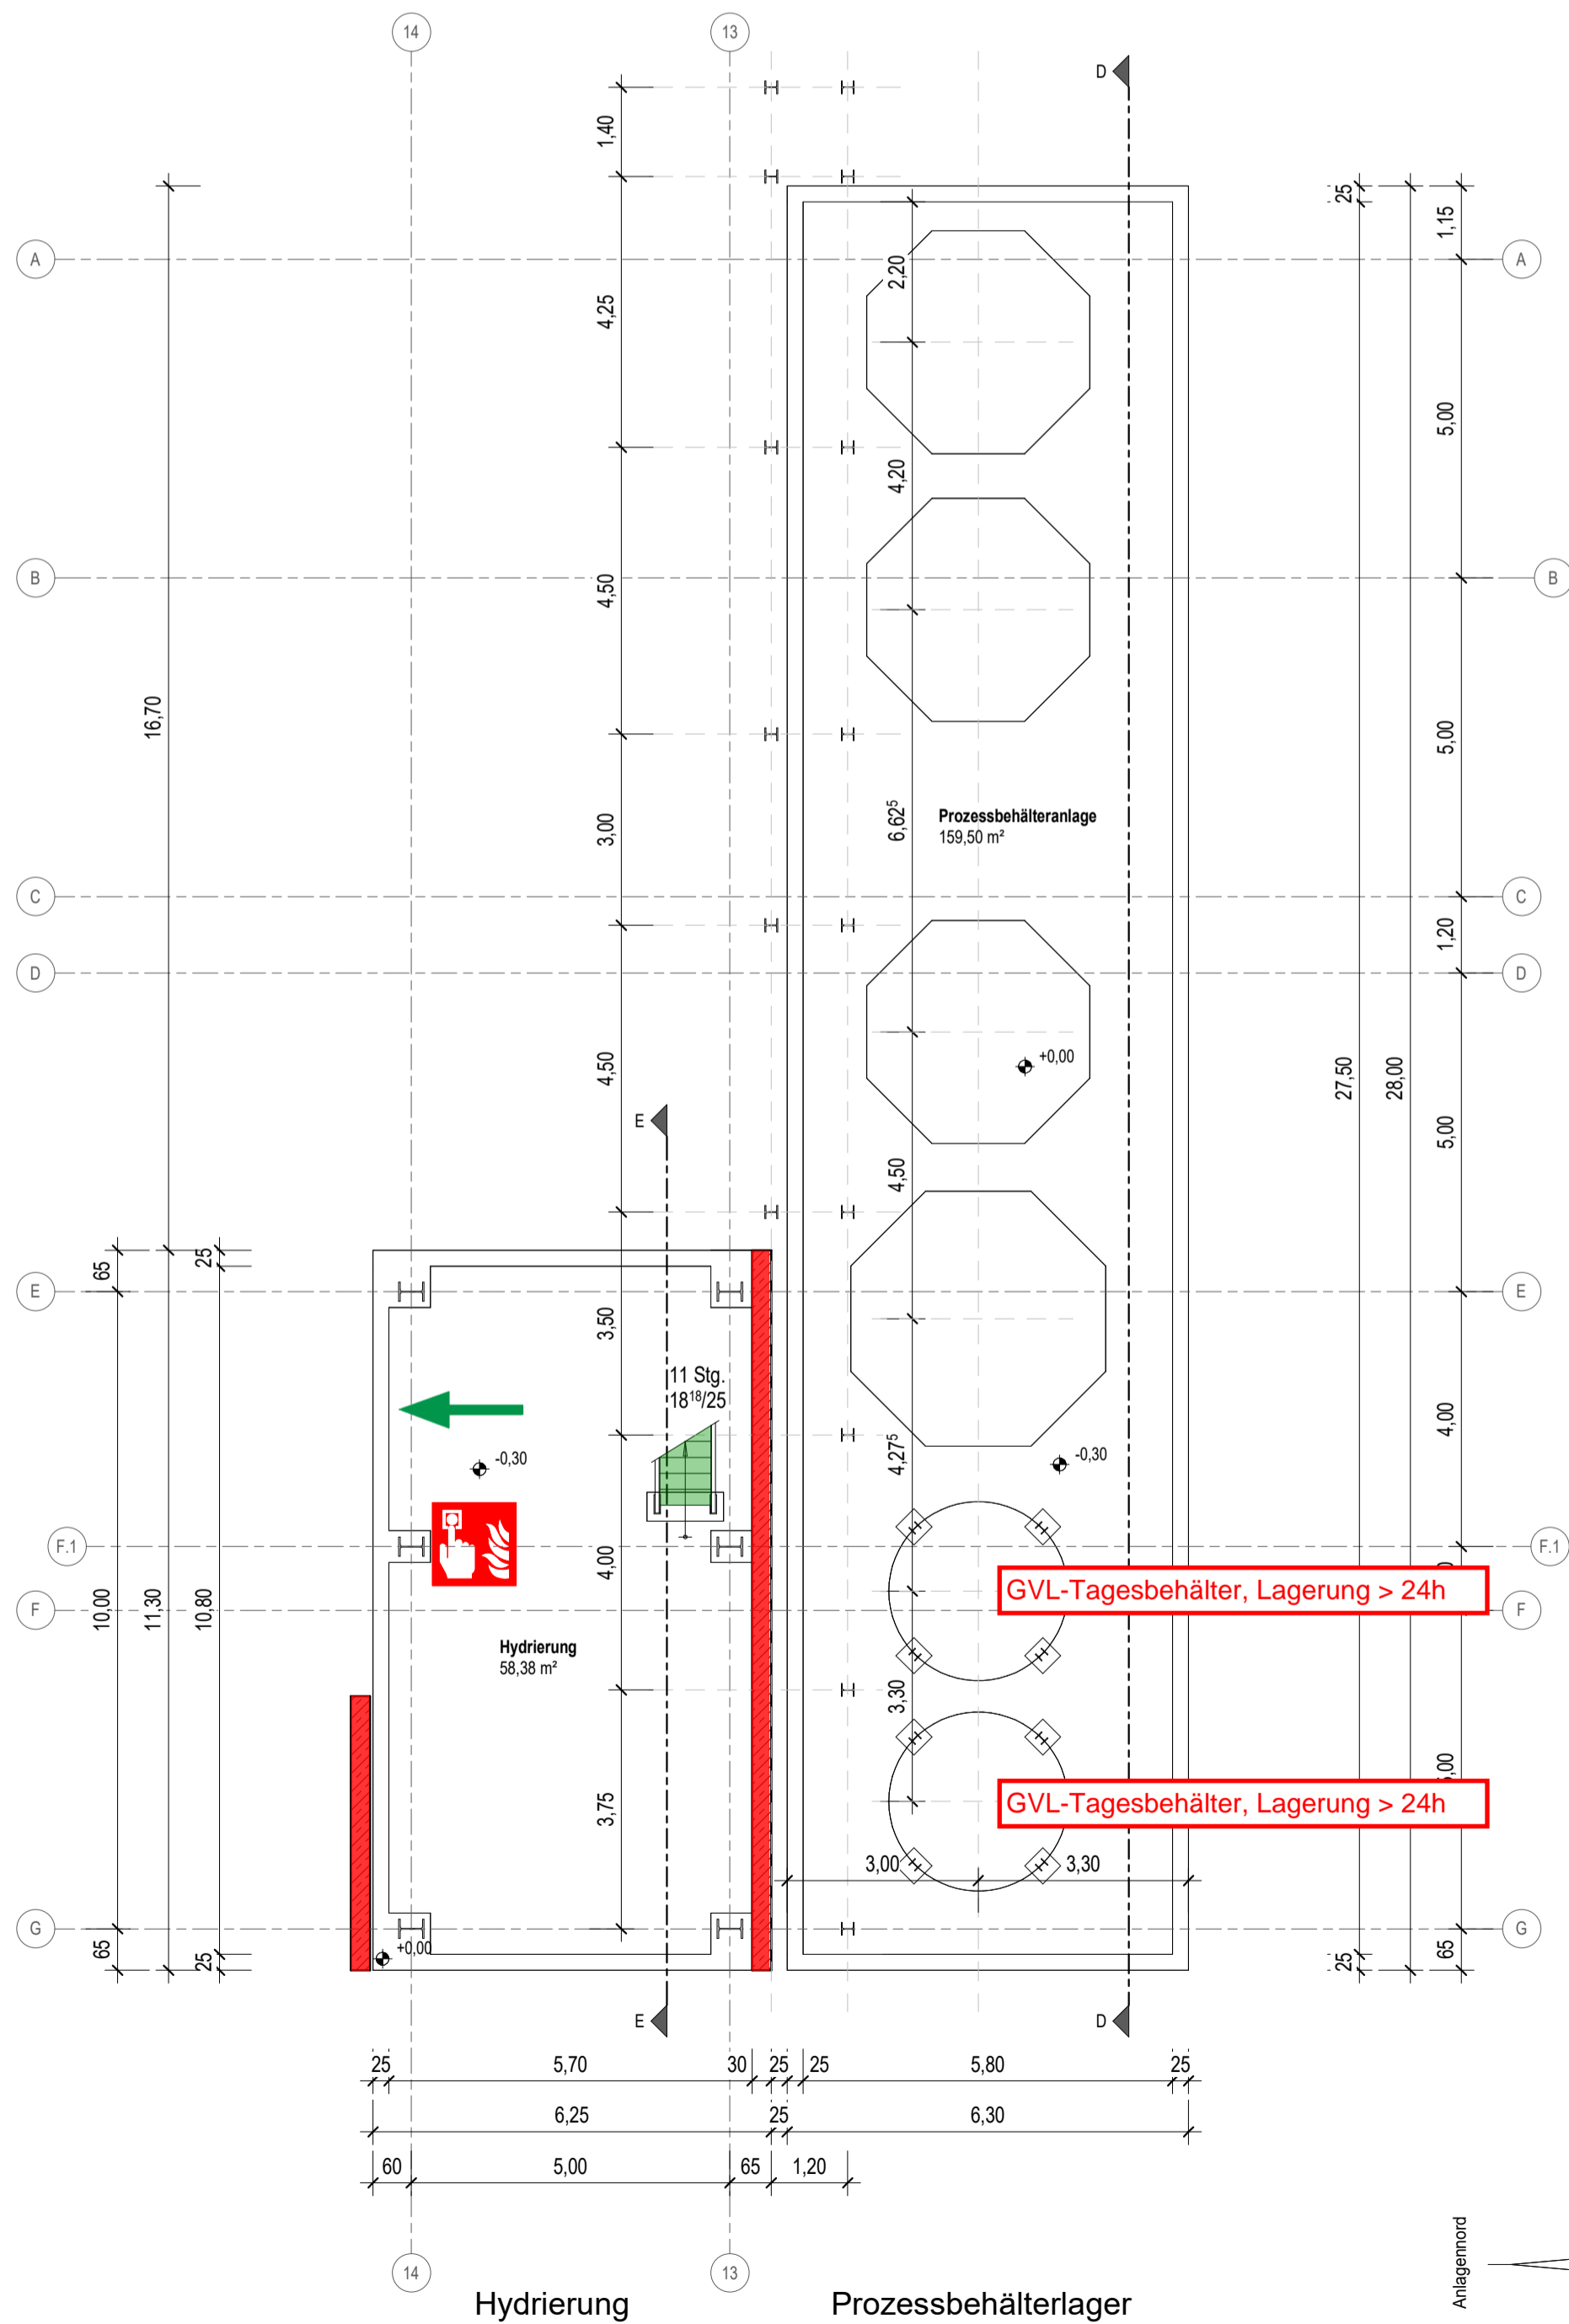 14
13
D
1,40
25
1,15
A
2,20
A
4,25
5,00
4,20
B
B
4,50
16,70
5,00
3,00
6,62⁵
Prozessbehälteranlage
159,50 m²
C
C
1,20
D
D
4,50
+0,00
27,50
28,00
5,00
E
4,50
65
25
E
E
3,50
11 Stg.
18¹⁸/25
4,00
4,27⁵
-0,30
-0,30
F.1
F.1
4,00
GVL-Tagesbehälter, Lagerung > 24h
10,00
11,30
10,80
F
F
Hydrierung
58,38 m²
3,30
3,75
GVL-Tagesbehälter, Lagerung > 24h
3,00
3,30
G
G
65
25
+0,00
25
65
E
D
25
5,70
30
25
25
5,80
25
6,25
25
6,30
60
5,00
65
1,20
Anlagennord
14
13
Hydrierung
Prozessbehälterlager